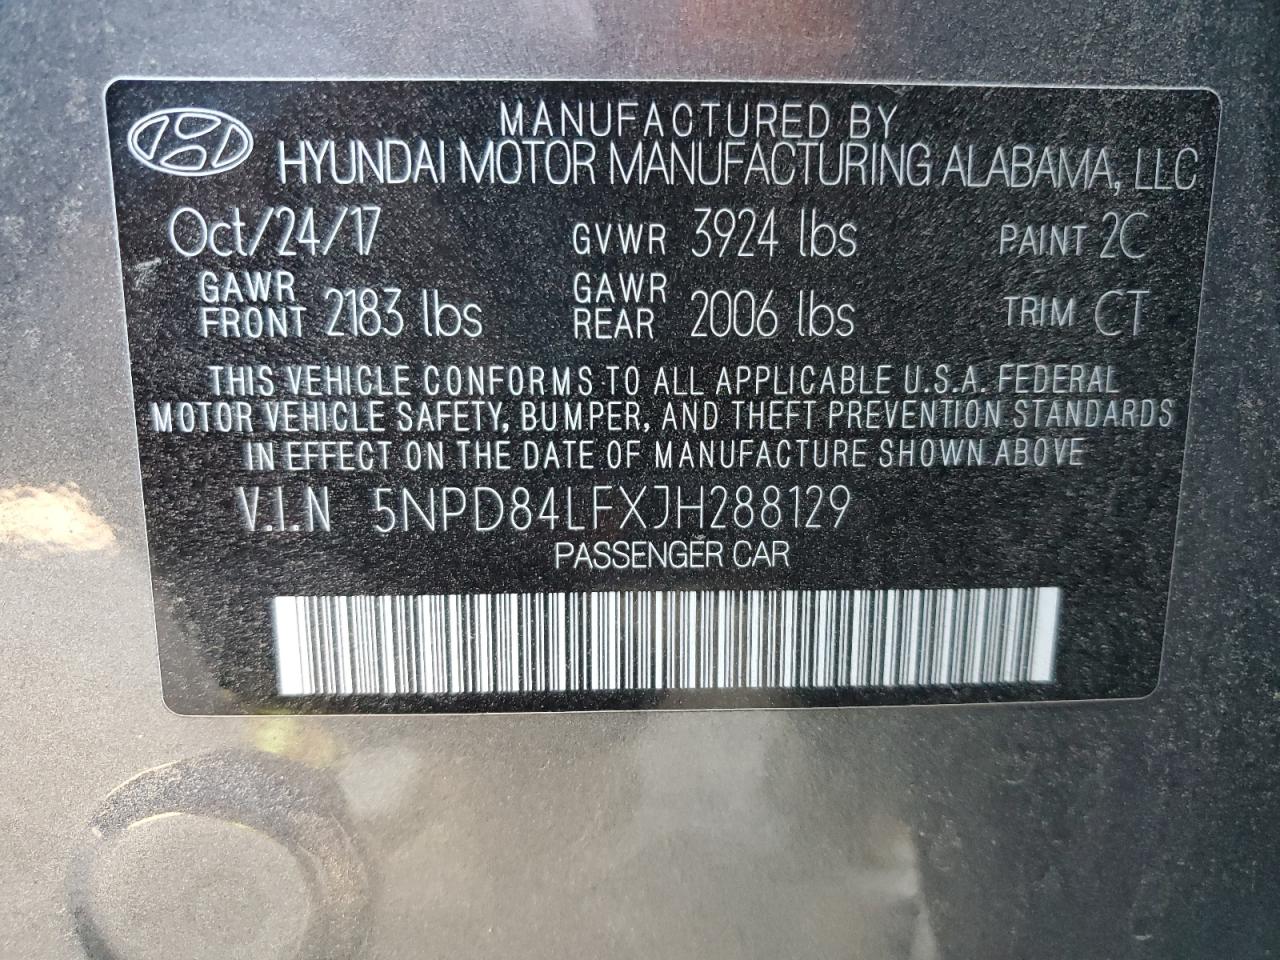 MANUFACTURED BY
HYUNDAI MOTOR MANUFACTURING ALABAMA, LLC
Oct/24/17 GVWR 3924 lbs PAINT 2C
GAWR FRONT 2183 lbs GAWR REAR 2006 lbs TRIM CT
THIS VEHICLE CONFORMS TO ALL APPLICABLE U.S.A. FEDERAL
MOTOR VEHICLE SAFETY, BUMPER, AND THEFT PREVENTION STANDARDS
IN EFFECT ON THE DATE OF MANUFACTURE SHOWN ABOVE
V.I.N 5NPD84LFXJH288129
PASSENGER CAR